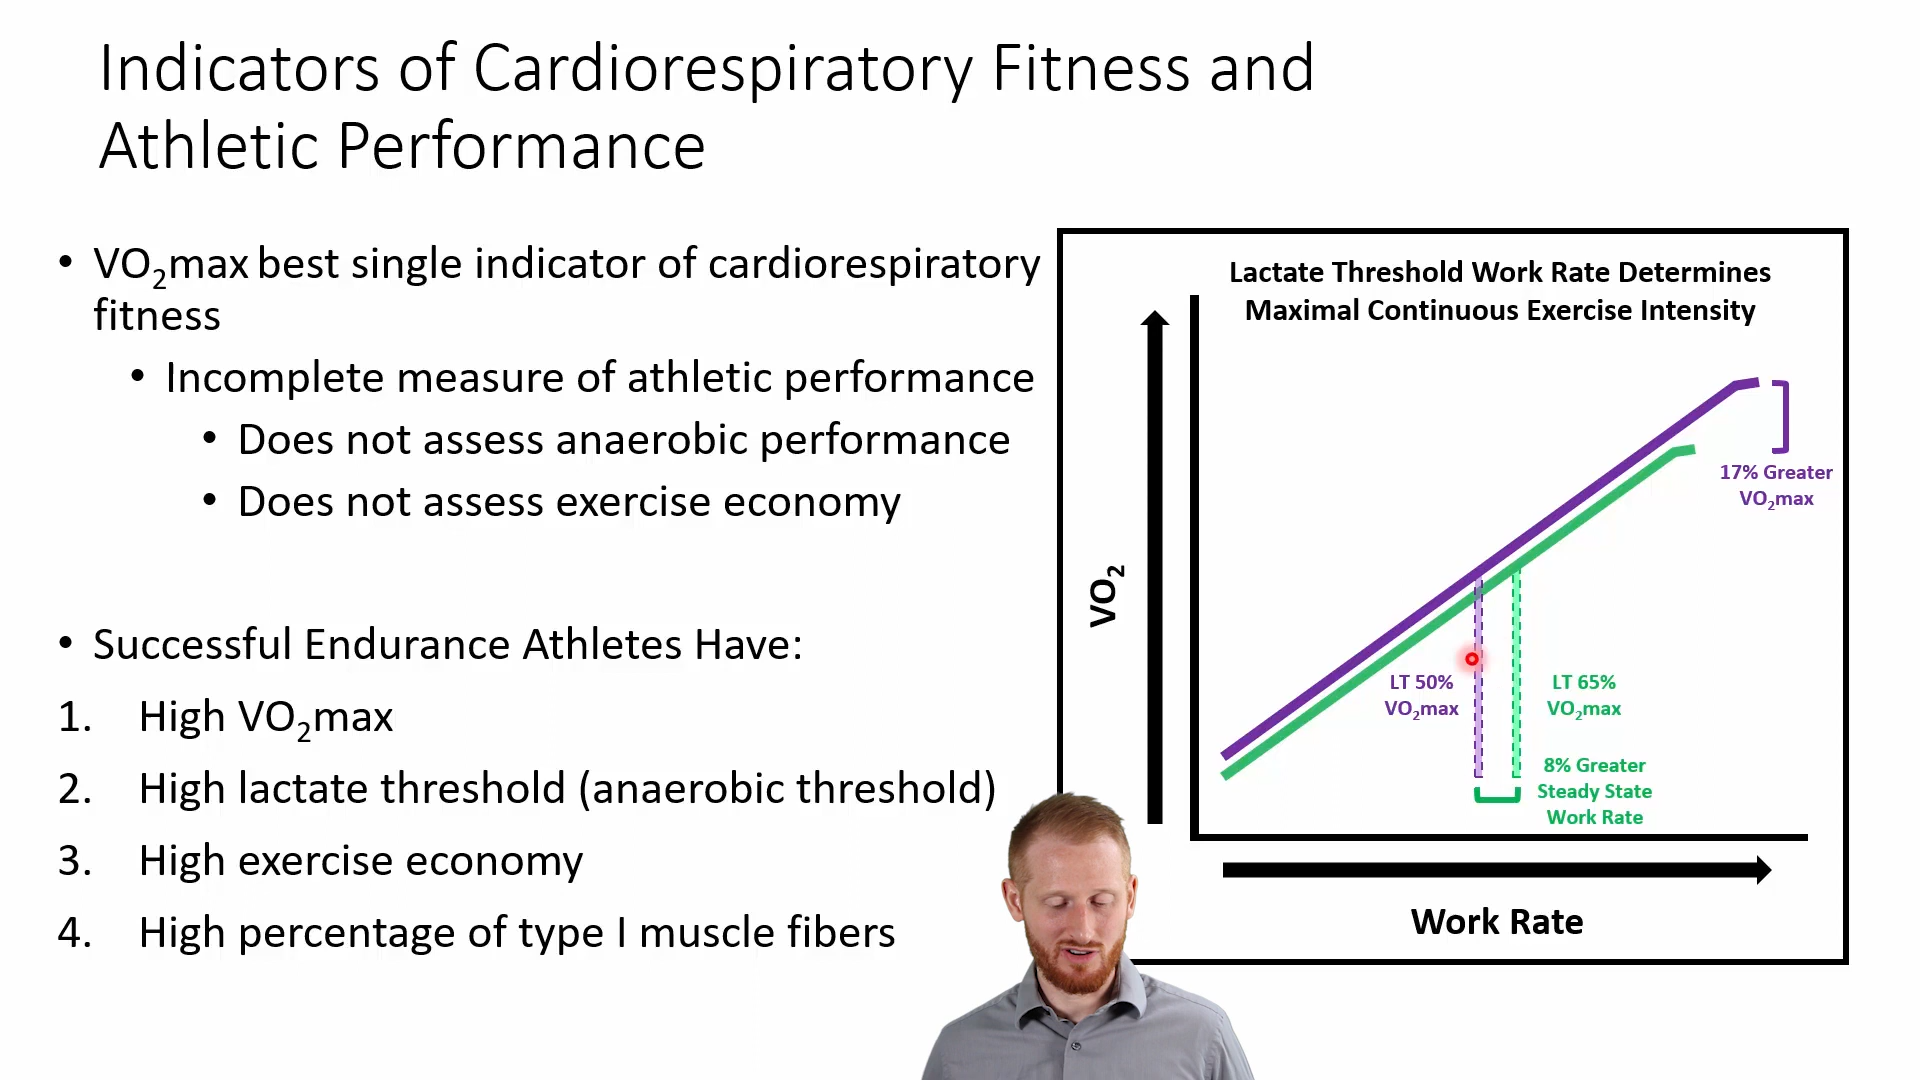 Indicators of Cardiorespiratory Fitness and
Athletic Performance
• VO₂max best single indicator of cardiorespiratory
fitness
• Incomplete measure of athletic performance
• Does not assess anaerobic performance
• Does not assess exercise economy
• Successful Endurance Athletes Have:
1. High VO₂max
2. High lactate threshold (anaerobic threshold)
3. High exercise economy
4. High percentage of type I muscle fibers
Lactate Threshold Work Rate Determines
Maximal Continuous Exercise Intensity
VO₂
17% Greater
VO₂max
LT 50%
VO₂max
LT 65%
VO₂max
8% Greater
Steady State
Work Rate
Work Rate